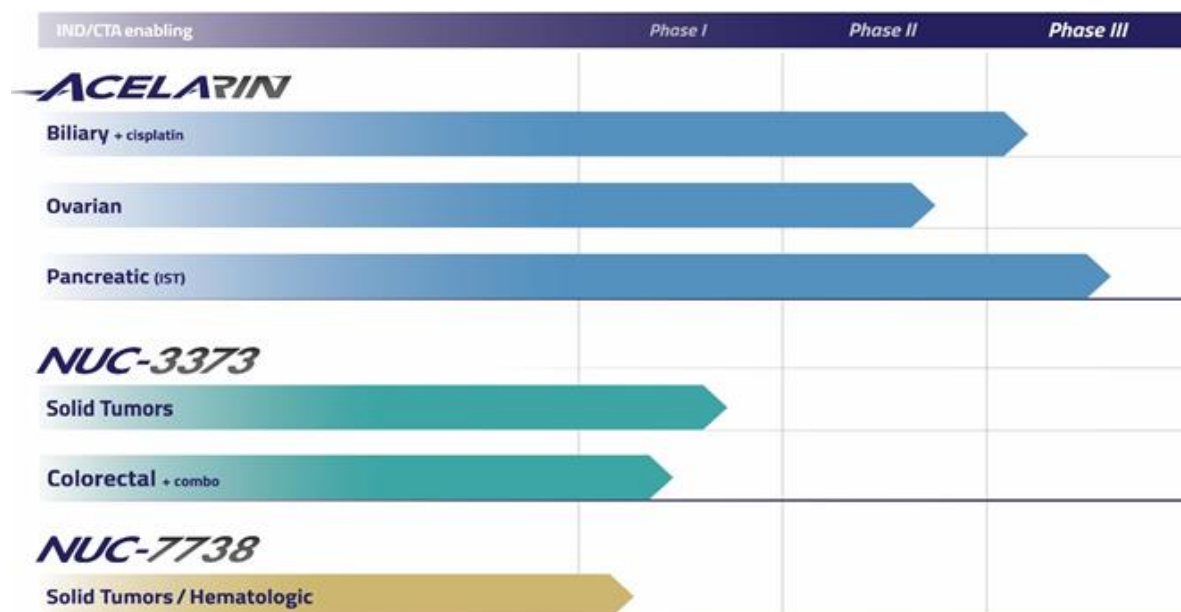 IND/CTA enabling Phase I Phase II Phase III
ACELARIN
Biliary + cisplatin
Ovarian
Pancreatic (IST)
NUC-3373
Solid Tumors
Colorectal + combo
NUC-7738
Solid Tumors / Hematologic